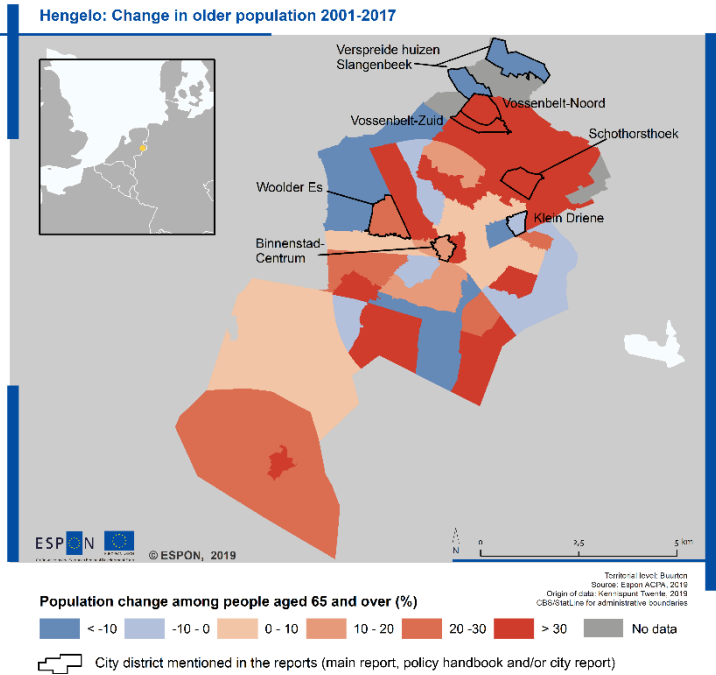 Hengelo: Change in older population 2001-2017
Verspreide huizen
Slangenbeek
Vossenbelt-Noord
Vossenbelt-Zuid
Schothorsthoek
Woolder Es
Klein Driene
Binnenstad-
Centrum
ESPON
© ESPON, 2019
N
0 2,5 5 km
Territorial level: Buurten
Source: Espon ACPA, 2019
Origin of data: Kennispunt Twente, 2019
CBS/StatLine for administrative boundaries
Population change among people aged 65 and over (%)
< -10 -10 - 0 0 - 10 10 - 20 20 -30 > 30 No data
City district mentioned in the reports (main report, policy handbook and/or city report)